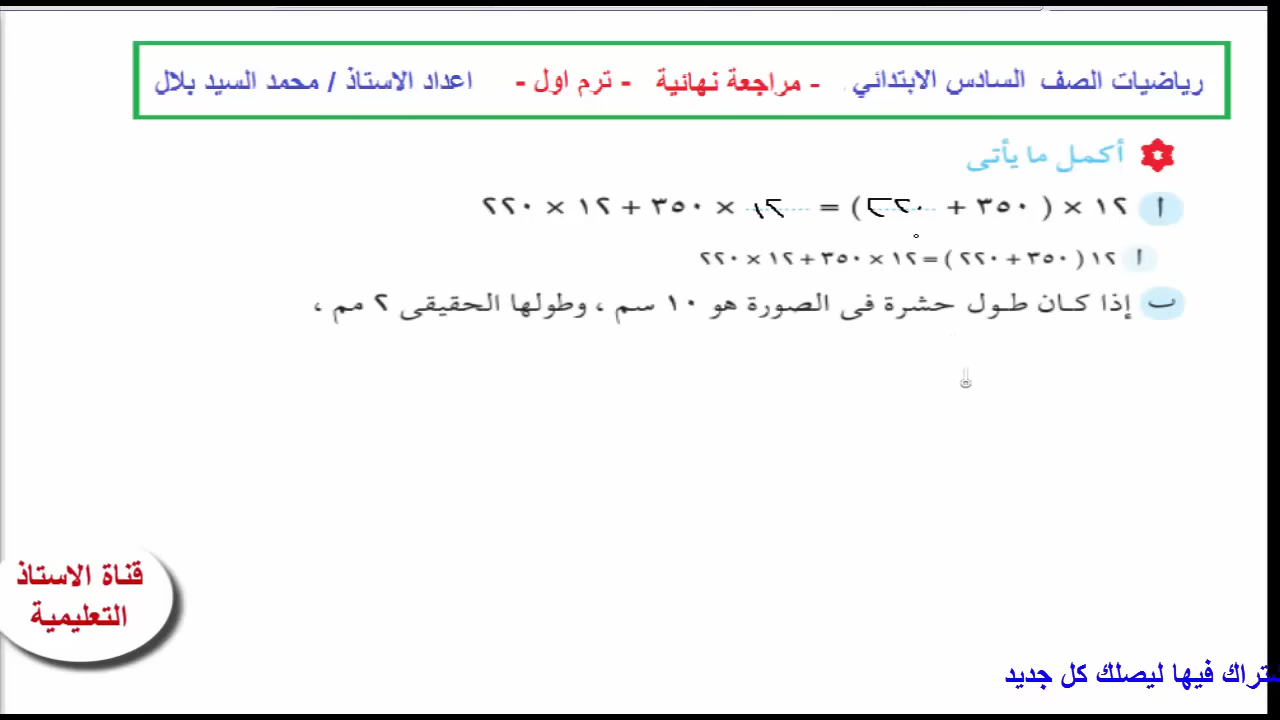 رياضيات الصف السادس الابتدائي - مراجعة نهائية - ترم اول - اعداد الاستاذ / محمد السيد بلال
أكمل ما يأتى
أ ١٢ × ( ٣٥٠ + ٢٢٠ ) = ١٢ × ٣٥٠ + ١٢ × ٢٢٠
أ ١٢ ( ٣٥٠ + ٢٢٠ ) = ١٢ × ٣٥٠ + ١٢ × ٢٢٠
ب إذا كان طول حشرة فى الصورة هو ١٠ سم ، وطولها الحقيقى ٢ مم ،
قناة الاستاذ
التعليمية
فيها ليصلك كل جديد